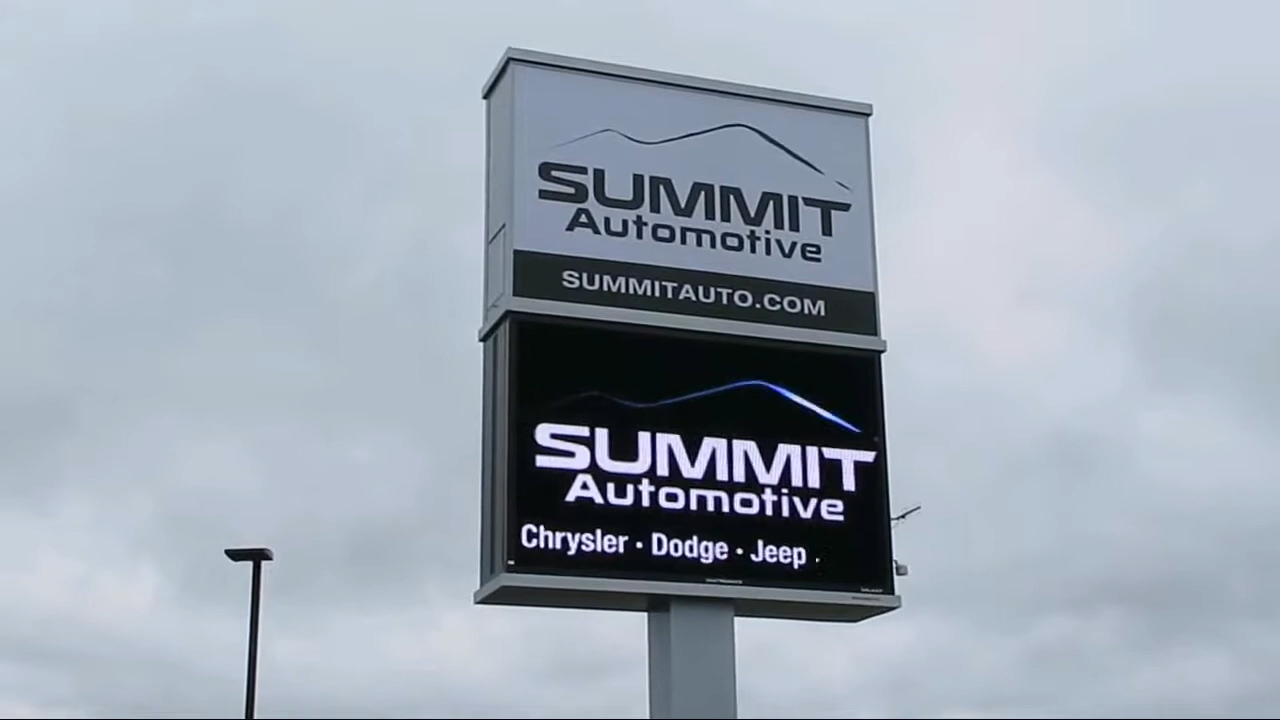 SUMMIT
Automotive
SUMMITAUTO.COM
SUMMIT
Automotive
Chrysler · Dodge · Jeep ·